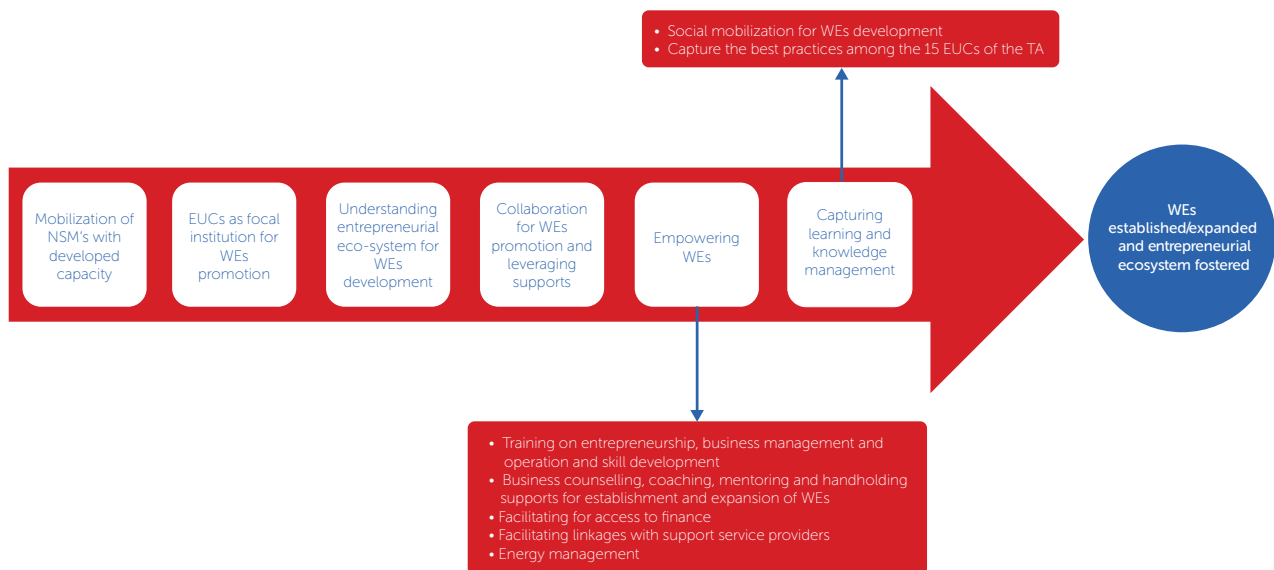 • Social mobilization for WEs development
• Capture the best practices among the 15 EUCs of the TA
Mobilization of
NSM's with
developed
capacity
EUCs as focal
institution for
WEs
promotion
Understanding
entrepreneurial
eco-system for
WEs
development
Collaboration
for WEs
promotion and
leveraging
supports
Empowering
WEs
Capturing
learning and
knowledge
management
WEs
established/expanded
and entrepreneurial
ecosystem fostered
• Training on entrepreneurship, business management and
operation and skill development
• Business counselling, coaching, mentoring and handholding
supports for establishment and expansion of WEs
• Facilitating for access to finance
• Facilitating linkages with support service providers
• Energy management